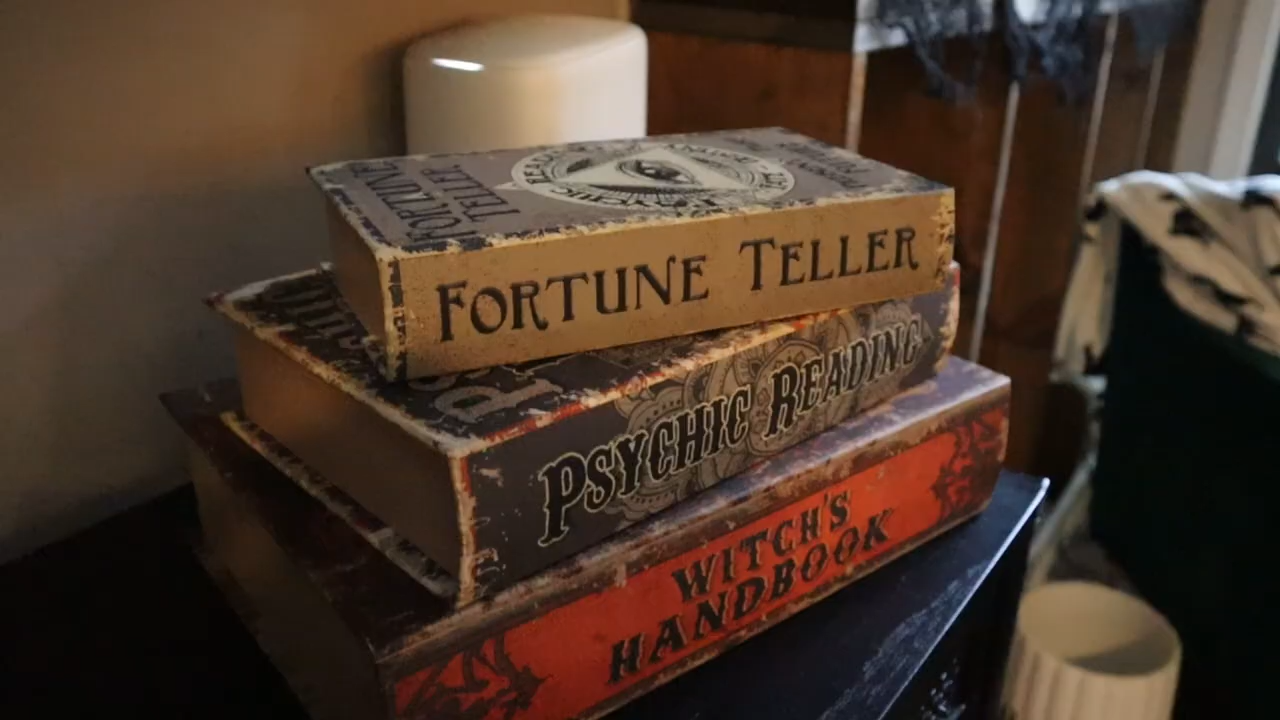 FORTUNE
TELLER
FORTUNE TELLER
PSYCHIC READING
WITCH'S
HANDBOOK